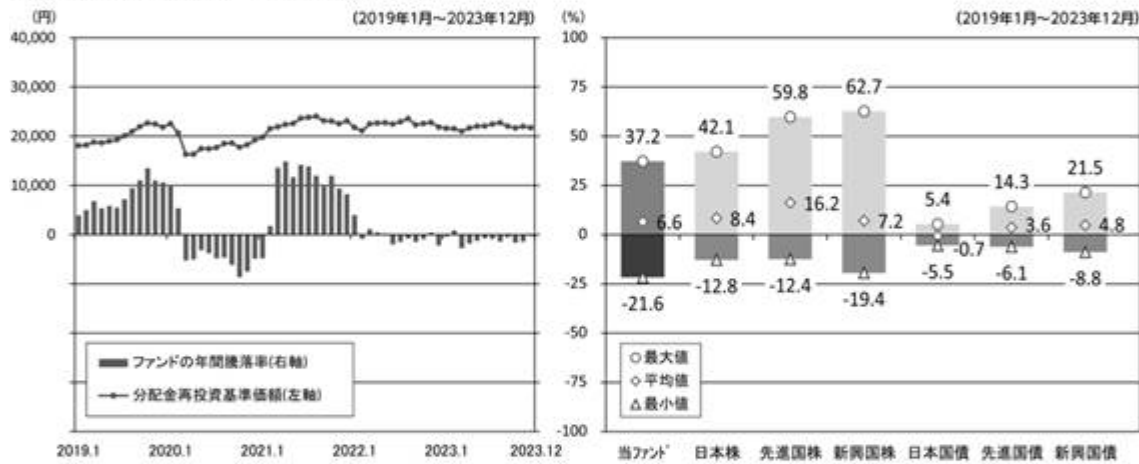 (円)
(2019年1月～2023年12月)
40,000
30,000
20,000
10,000
0
ファンドの年間騰落率(右軸)
分配金再投資基準価額(左軸)
2019.1
2020.1
2021.1
2022.1
2023.1
2023.12
(%)
(2019年1月～2023年12月)
100
75
50
25
0
-25
-50
-75
-100
37.2
42.1
59.8
62.7
5.4
14.3
21.5
6.6
8.4
16.2
7.2
-0.7
3.6
4.8
-21.6
-12.8
-12.4
-19.4
-5.5
-6.1
-8.8
最大値
平均値
最小値
当ファンド
日本株
先進国株
新興国株
日本国債
先進国債
新興国債